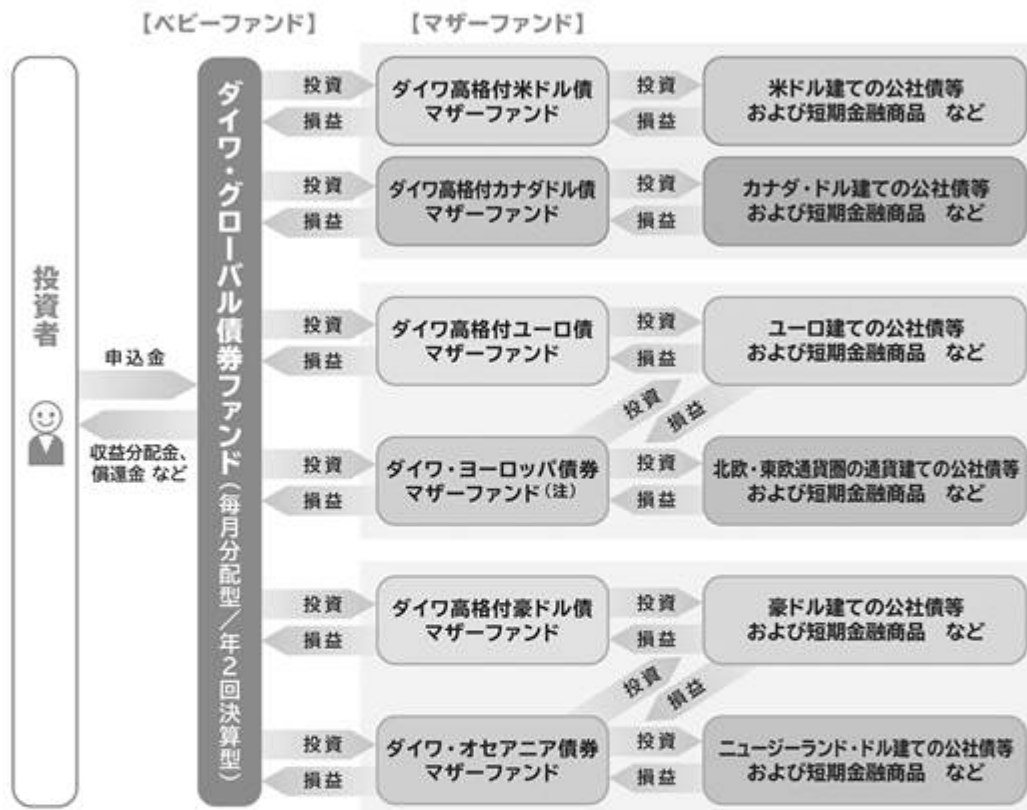 【ベビーファンド】
【マザーファンド】
投資者
申込金
収益分配金、
償還金 など
ダイワ・グローバル債券ファンド（毎月分配型／年2回決算型）
投資
損益
ダイワ高格付米ドル債
マザーファンド
投資
損益
米ドル建ての公社債等
および短期金融商品 など
投資
損益
ダイワ高格付カナダドル債
マザーファンド
投資
損益
カナダ・ドル建ての公社債等
および短期金融商品 など
投資
損益
ダイワ高格付ユーロ債
マザーファンド
投資
損益
ユーロ建ての公社債等
および短期金融商品 など
投資
損益
投資
損益
ダイワ・ヨーロッパ債券
マザーファンド（注）
投資
損益
北欧・東欧通貨圏の通貨建ての公社債等
および短期金融商品 など
投資
損益
ダイワ高格付豪ドル債
マザーファンド
投資
損益
豪ドル建ての公社債等
および短期金融商品 など
投資
損益
投資
損益
ダイワ・オセアニア債券
マザーファンド
投資
損益
ニュージーランド・ドル建ての公社債等
および短期金融商品 など